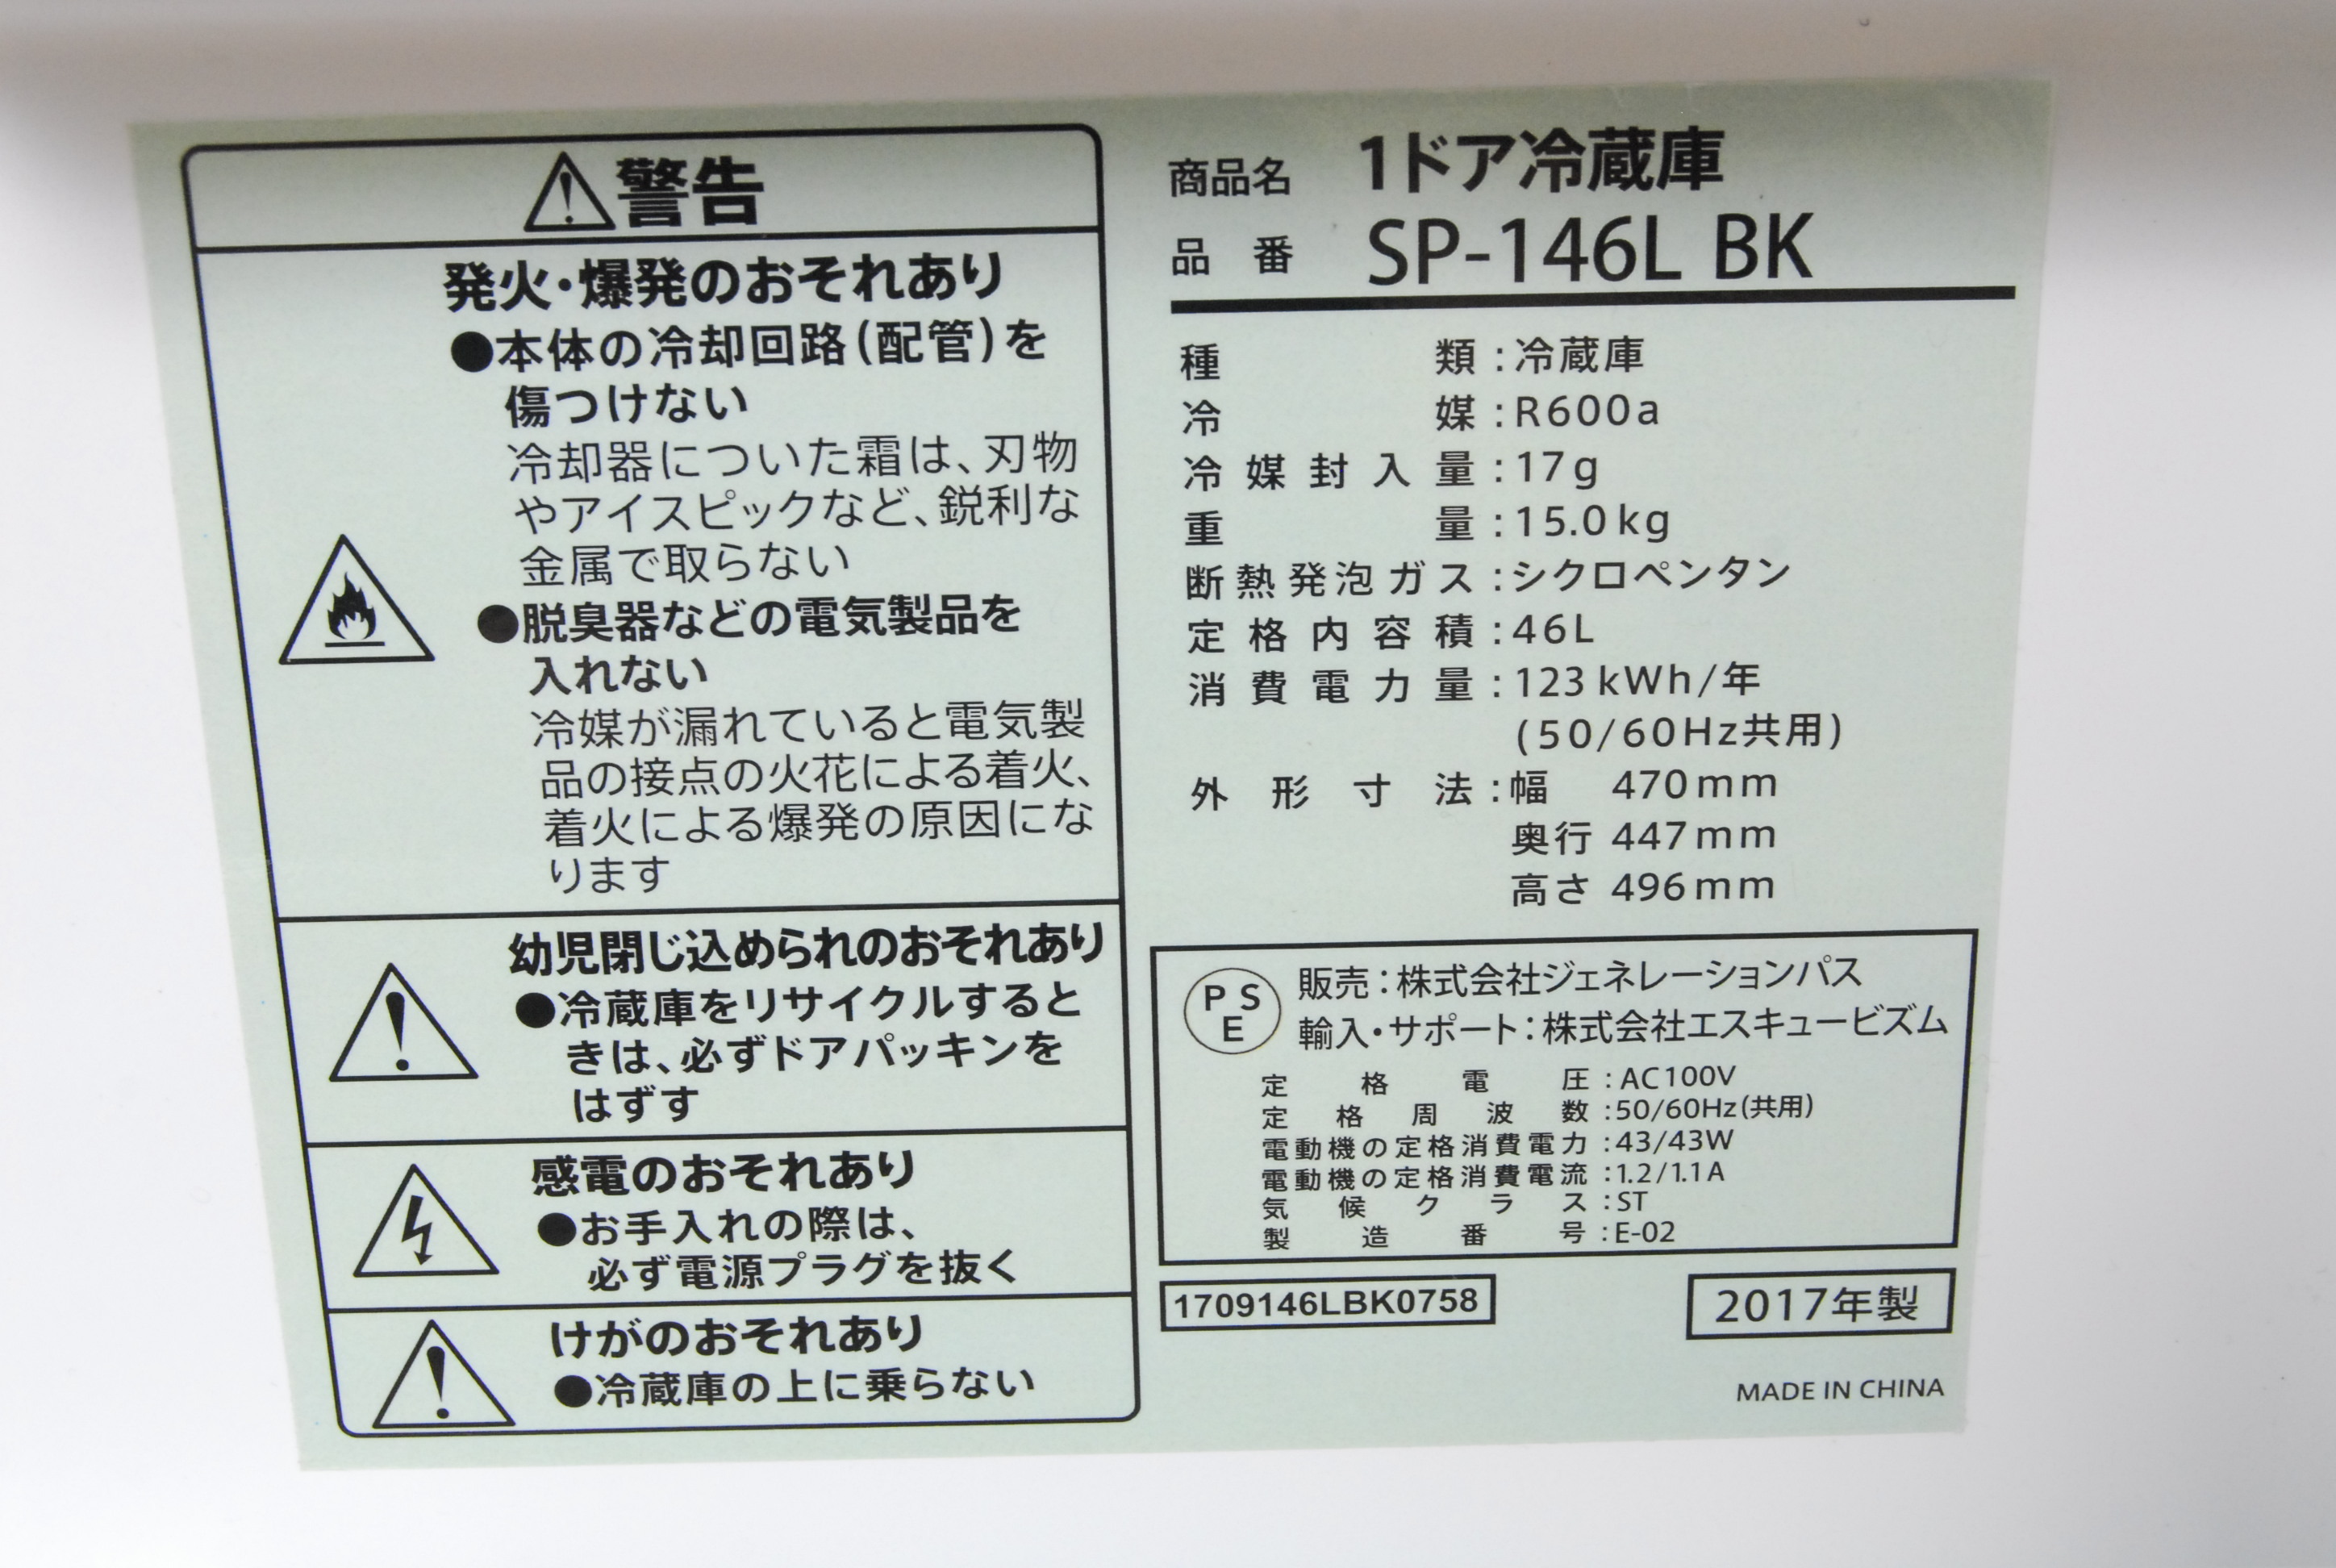 警告
発火・爆発のおそれあり
●本体の冷却回路(配管)を
傷つけない
冷却器についた霜は、刃物
やアイスピックなど、鋭利な
金属で取らない
●脱臭器などの電気製品を
入れない
冷媒が漏れていると電気製
品の接点の火花による着火、
着火による爆発の原因にな
ります
幼児閉じ込められのおそれあり
●冷蔵庫をリサイクルすると
きは、必ずドアパッキンを
はずす
感電のおそれあり
●お手入れの際は、
必ず電源プラグを抜く
けがのおそれあり
●冷蔵庫の上に乗らない
商品名 1ドア冷蔵庫
品番 SP-146L BK
種類:冷蔵庫
冷媒:R600a
冷媒封入量:17g
重量:15.0kg
断熱発泡ガス:シクロペンタン
定格内容積:46L
消費電力量:123kWh/年
(50/60Hz共用)
外形寸法:幅 470mm
奥行 447mm
高さ 496mm
PSE
販売:株式会社ジェネレーションパス
輸入・サポート:株式会社エスキュービズム
定格電圧:AC100V
定格周波数:50/60Hz(共用)
電動機の定格消費電力:43/43W
電動機の定格消費電流:1.2/1.1A
気候クラス:ST
製造番号:E-02
1709146LBK0758
2017年製
MADE IN CHINA